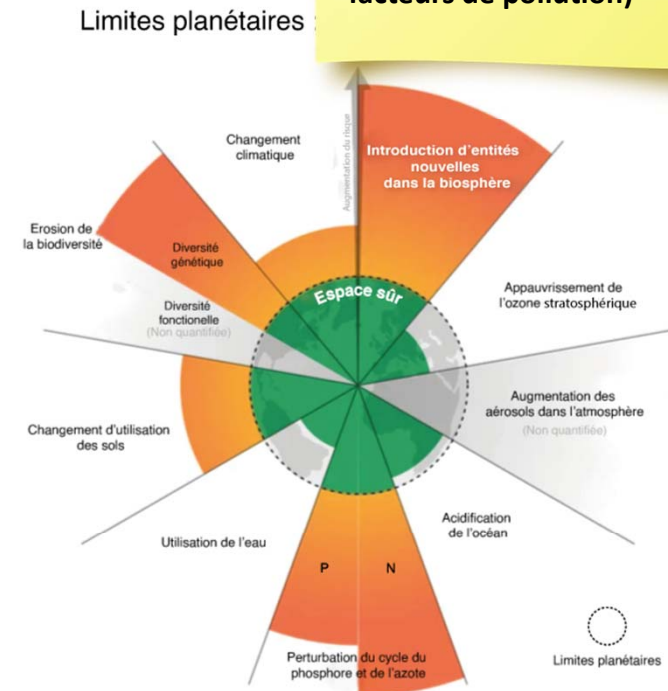 facteurs de pollution)
Limites planétaires :
Changement
climatique
Augmentation du risque
Introduction d'entités
nouvelles
dans la biosphère
Erosion de
la biodiversité
Diversité
génétique
Espace sûr
Appauvrissement de
l'ozone stratosphérique
Diversité
fonctionelle
(Non quantifiée)
Augmentation des
aérosols dans l'atmosphère
(Non quantifiée)
Changement d'utilisation
des sols
Acidification
de l'océan
Utilisation de l'eau
P
N
Perturbation du cycle du
phosphore et de l'azote
Limites planétaires